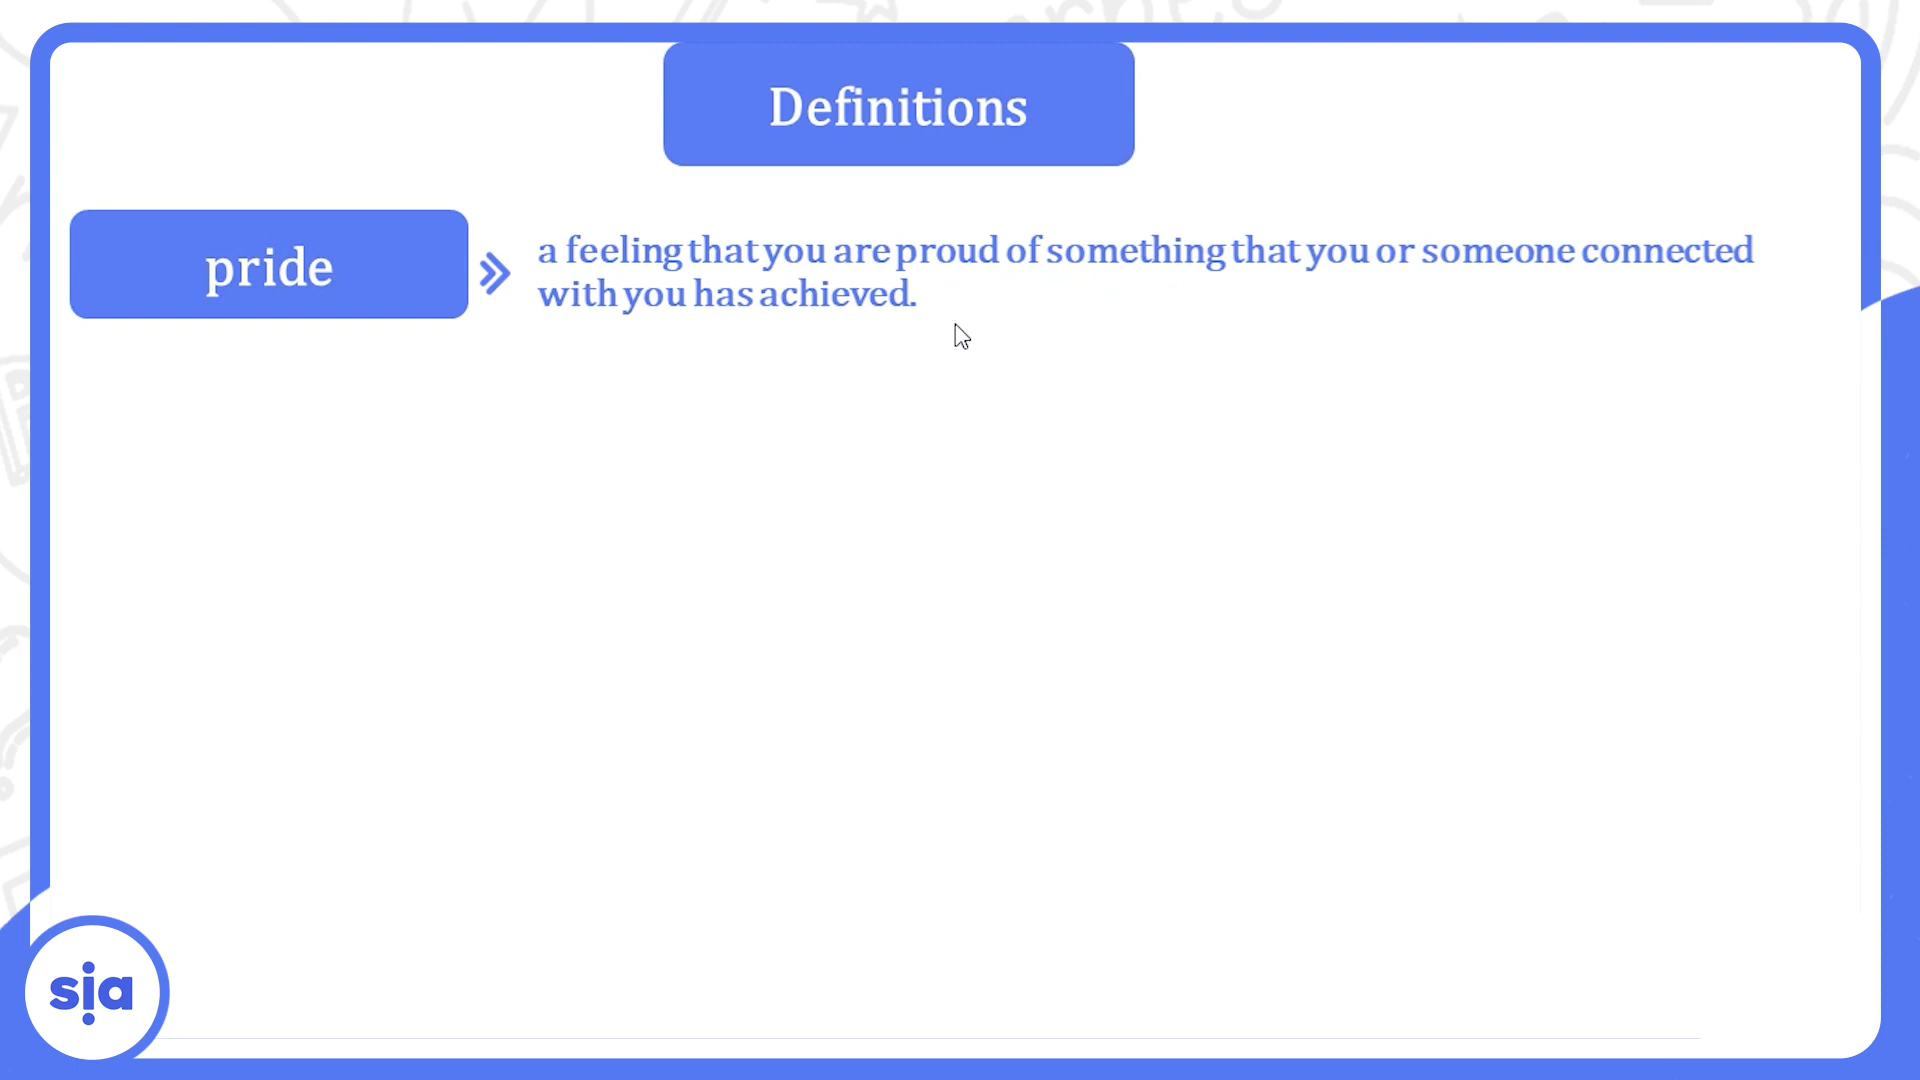 Definitions
pride
a feeling that you are proud of something that you or someone connected
with you has achieved.
sia